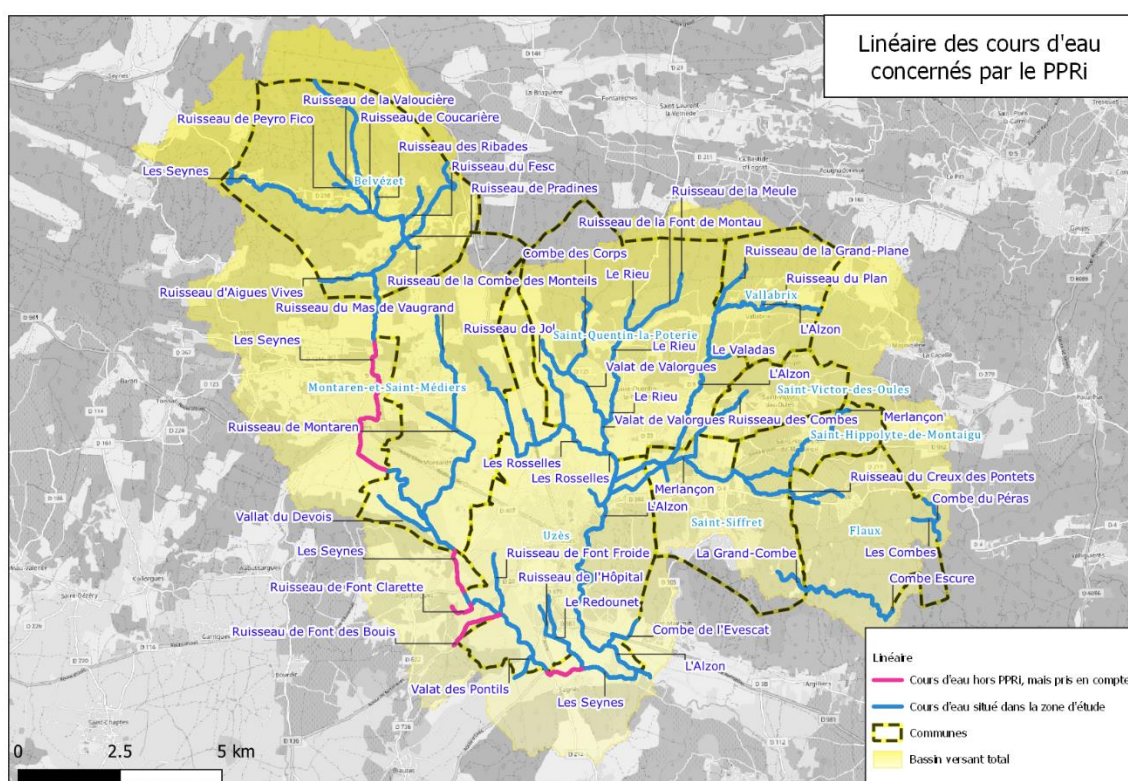 Linéaire des cours d'eau
concernés par le PPRi
Ruisseau de la Valoucière
Ruisseau de Peyro Fico
Ruisseau de Coucarière
Ruisseau des Ribades
Ruisseau du Fesc
Les Seynes
Belvézet
Ruisseau de Pradines
Ruisseau de la Meule
Ruisseau de la Font de Montau
Combe des Corps
Ruisseau de la Grand-Plane
Le Rieu
Ruisseau du Plan
Ruisseau d'Aigues Vives
Ruisseau de la Combe des Monteils
Vallabrix
Ruisseau du Mas de Vaugrand
Ruisseau de Jol
Saint-Quentin-la-Poterie
L'Alzon
Les Seynes
Le Rieu
Le Valadas
Valat de Valorgues
L'Alzon
Montaren-et-Saint-Médiers
Saint-Victor-des-Oules
Le Rieu
Valat de Valorgues
Ruisseau des Combes
Merlançon
Ruisseau de Montaren
Saint-Hippolyte-de-Montaigu
Les Rosselles
Les Rosselles
Merlançon
Ruisseau du Creux des Pontets
Combe du Péras
L'Alzon
Vallat du Devois
Saint-Siffret
Flaux
Uzès
Les Seynes
Ruisseau de Font Froide
La Grand-Combe
Les Combes
Ruisseau de l'Hôpital
Combe Escure
Ruisseau de Font Clarette
Le Redounet
Ruisseau de Font des Bouis
Combe de l'Evescat
L'Alzon
Valat des Pontils
Les Seynes
Linéaire
Cours d'eau hors PPRi, mais pris en compte
Cours d'eau situé dans la zone d'étude
Communes
Bassin versant total
0 2.5 5 km